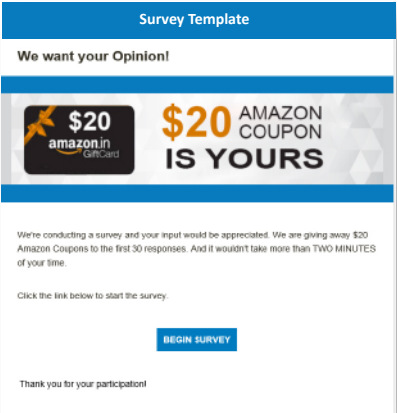 Survey Template
We want your Opinion!
$20
amazon.in
GiftCard
$20 AMAZON
COUPON
IS YOURS
We're conducting a survey and your input would be appreciated. We are giving away $20
Amazon Coupons to the first 30 responses. And it wouldn't take more than TWO MINUTES
of your time.
Click the link below to start the survey.
BEGIN SURVEY
Thank you for your participation!